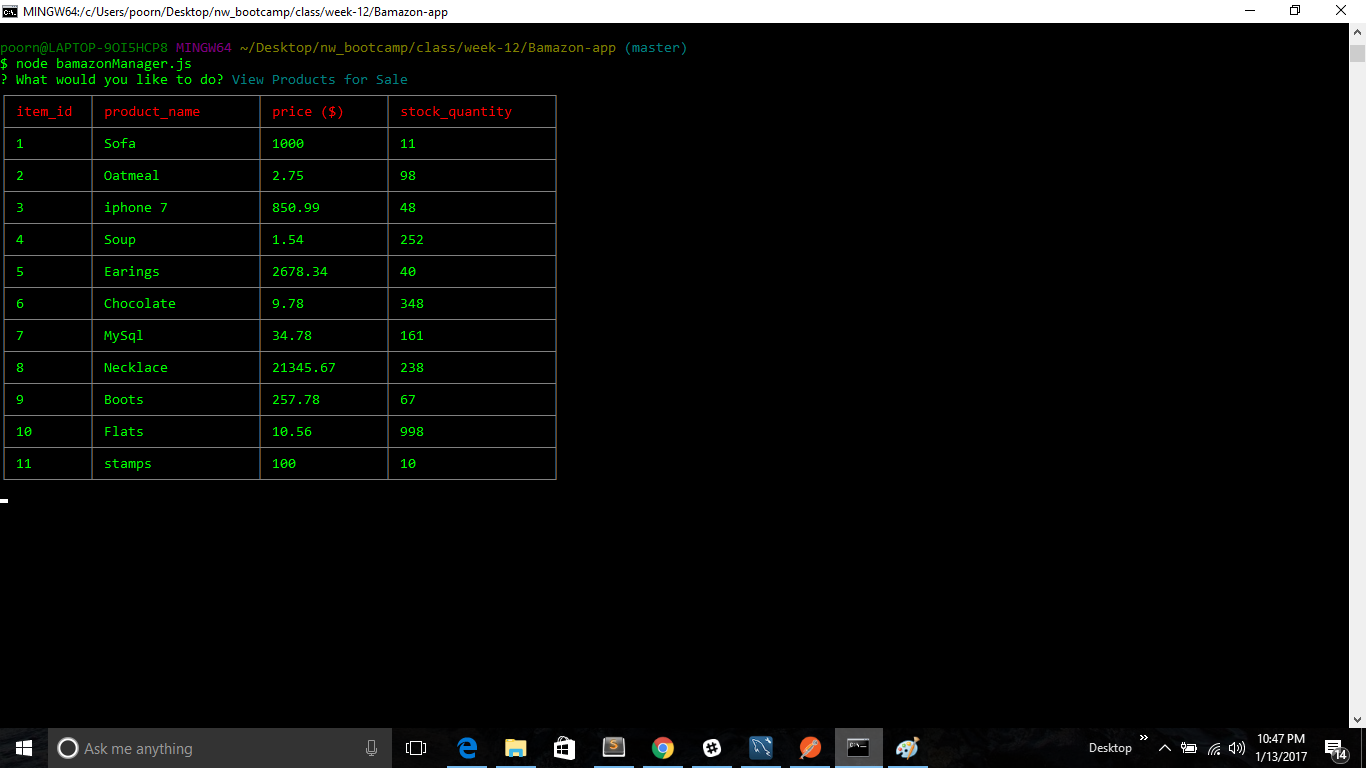 MINGW64:/c/Users/poorn/Desktop/nw_bootcamp/class/week-12/Bamazon-app
poorn@LAPTOP-9OI5HCP8 MINGW64 ~/Desktop/nw_bootcamp/class/week-12/Bamazon-app (master)
$ node bamazonManager.js
? What would you like to do? View Products for Sale
item_id product_name price ($) stock_quantity
1 Sofa 1000 11
2 Oatmeal 2.75 98
3 iphone 7 850.99 48
4 Soup 1.54 252
5 Earings 2678.34 40
6 Chocolate 9.78 348
7 MySql 34.78 161
8 Necklace 21345.67 238
9 Boots 257.78 67
10 Flats 10.56 998
11 stamps 100 10
Ask me anything
Desktop
10:47 PM
1/13/2017
14